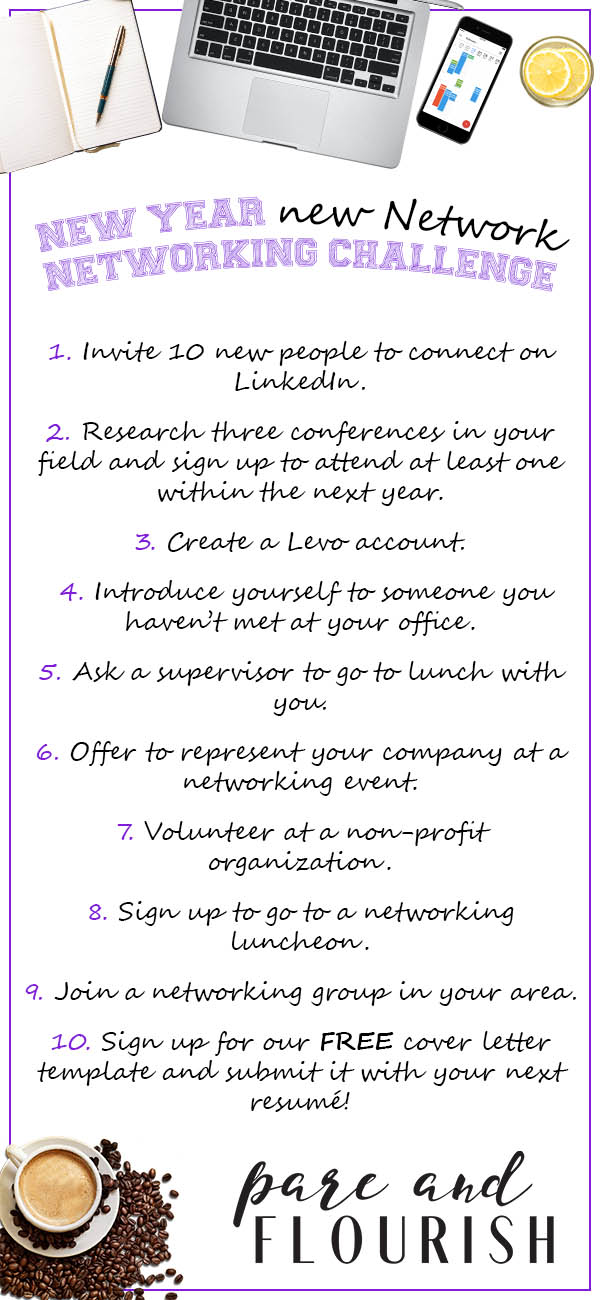 NEW YEAR new Network
NETWORKING CHALLENGE
1. Invite 10 new people to connect on
LinkedIn.
2. Research three conferences in your
field and sign up to attend at least one
within the next year.
3. Create a Levo account.
4. Introduce yourself to someone you
haven't met at your office.
5. Ask a supervisor to go to lunch with
you.
6. Offer to represent your company at a
networking event.
7. Volunteer at a non-profit
organization.
8. Sign up to go to a networking
luncheon.
9. Join a networking group in your area.
10. Sign up for our FREE cover letter
template and submit it with your next
resumé!
pare and
FLOURISH